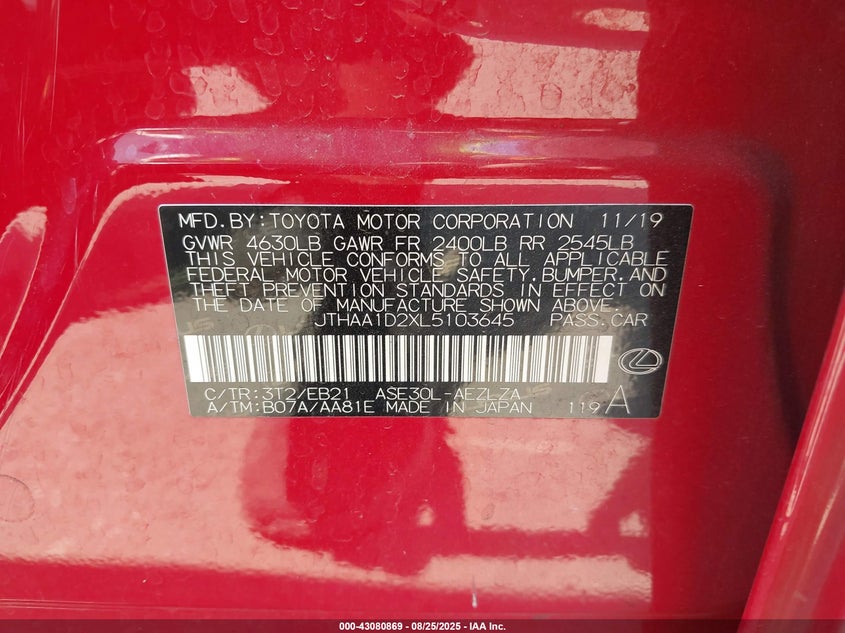 MFD.BY:TOYOTA MOTOR CORPORATION 11/19
GVWR 4630LB GAWR FR 2400LB RR 2545LB
THIS VEHICLE CONFORMS TO ALL APPLICABLE
FEDERAL MOTOR VEHICLE SAFETY,BUMPER,AND
THEFT PREVENTION STANDARDS IN EFFECT ON
THE DATE OF MANUFACTURE SHOWN ABOVE.
JTHAA1D2XL5103645 PASS.CAR
C/TR:3T2/EB21 ASE30L-AEZLZA
A/TM:B07A/AA81E MADE IN JAPAN 119 A
000-43080869 - 08/25/2025 - IAA Inc.